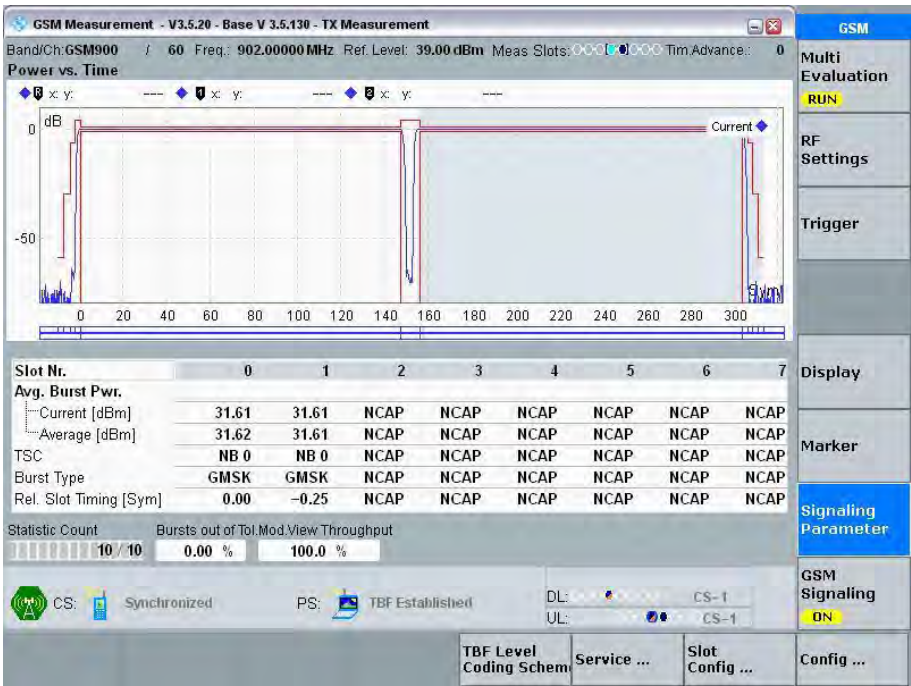 GSM Measurement - V3.5.20 - Base V 3.5.130 - TX Measurement
GSM
Band/Ch:GSM900 / 60 Freq.: 902.00000 MHz Ref. Level: 39.00 dBm Meas Slots: Tim.Advance.: 0
Power vs. Time
Multi
Evaluation
RUN
R x: y: --- 1 x: y: --- 2 x: y: ---
dB
Current
0
-50
Sym
0 20 40 60 80 100 120 140 160 180 200 220 240 260 280 300
RF
Settings
Trigger
Slot Nr. 0 1 2 3 4 5 6 7
Avg. Burst Pwr.
Current [dBm] 31.61 31.61 NCAP NCAP NCAP NCAP NCAP NCAP
Average [dBm] 31.62 31.61 NCAP NCAP NCAP NCAP NCAP NCAP
TSC NB 0 NB 0 NCAP NCAP NCAP NCAP NCAP NCAP
Burst Type GMSK GMSK NCAP NCAP NCAP NCAP NCAP NCAP
Rel. Slot Timing [Sym] 0.00 −0.25 NCAP NCAP NCAP NCAP NCAP NCAP
Display
Marker
Signaling
Parameter
Statistic Count Bursts out of Tol. Mod.View Throughput
10 / 10 0.00 % 100.0 %
CS: Synchronized PS: TBF Established
DL: CS-1
UL: CS-1
GSM
Signaling
ON
TBF Level
Coding Schem
Service ...
Slot
Config ...
Config ...